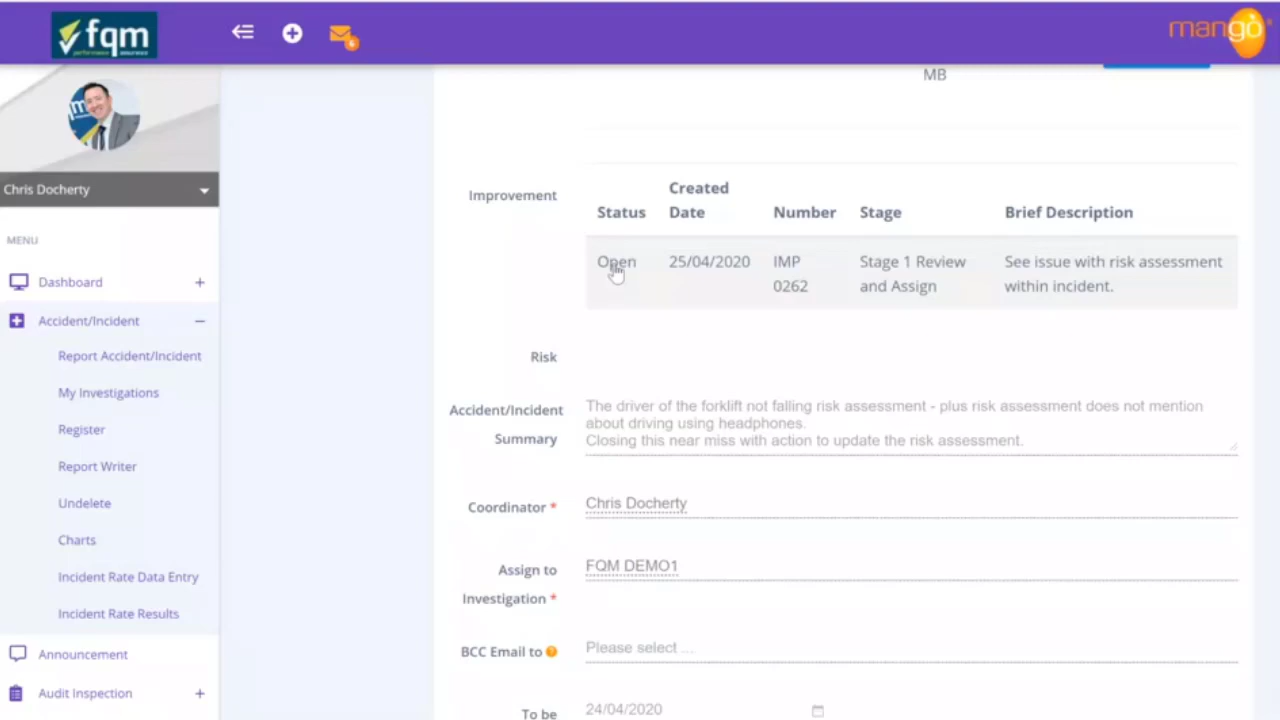 fqm
performance assurance
6
mango
Chris Docherty
MENU
Dashboard
Accident/Incident
Report Accident/Incident
My Investigations
Register
Report Writer
Undelete
Charts
Incident Rate Data Entry
Incident Rate Results
Announcement
Audit Inspection
MB
Improvement
Status Created Date Number Stage Brief Description
Open 25/04/2020 IMP 0262 Stage 1 Review and Assign See issue with risk assessment within incident.
Risk
Accident/Incident Summary
The driver of the forklift not falling risk assessment - plus risk assessment does not mention
about driving using headphones.
Closing this near miss with action to update the risk assessment.
Coordinator * Chris Docherty
Assign to Investigation * FQM DEMO1
BCC Email to ? Please select ...
To be 24/04/2020